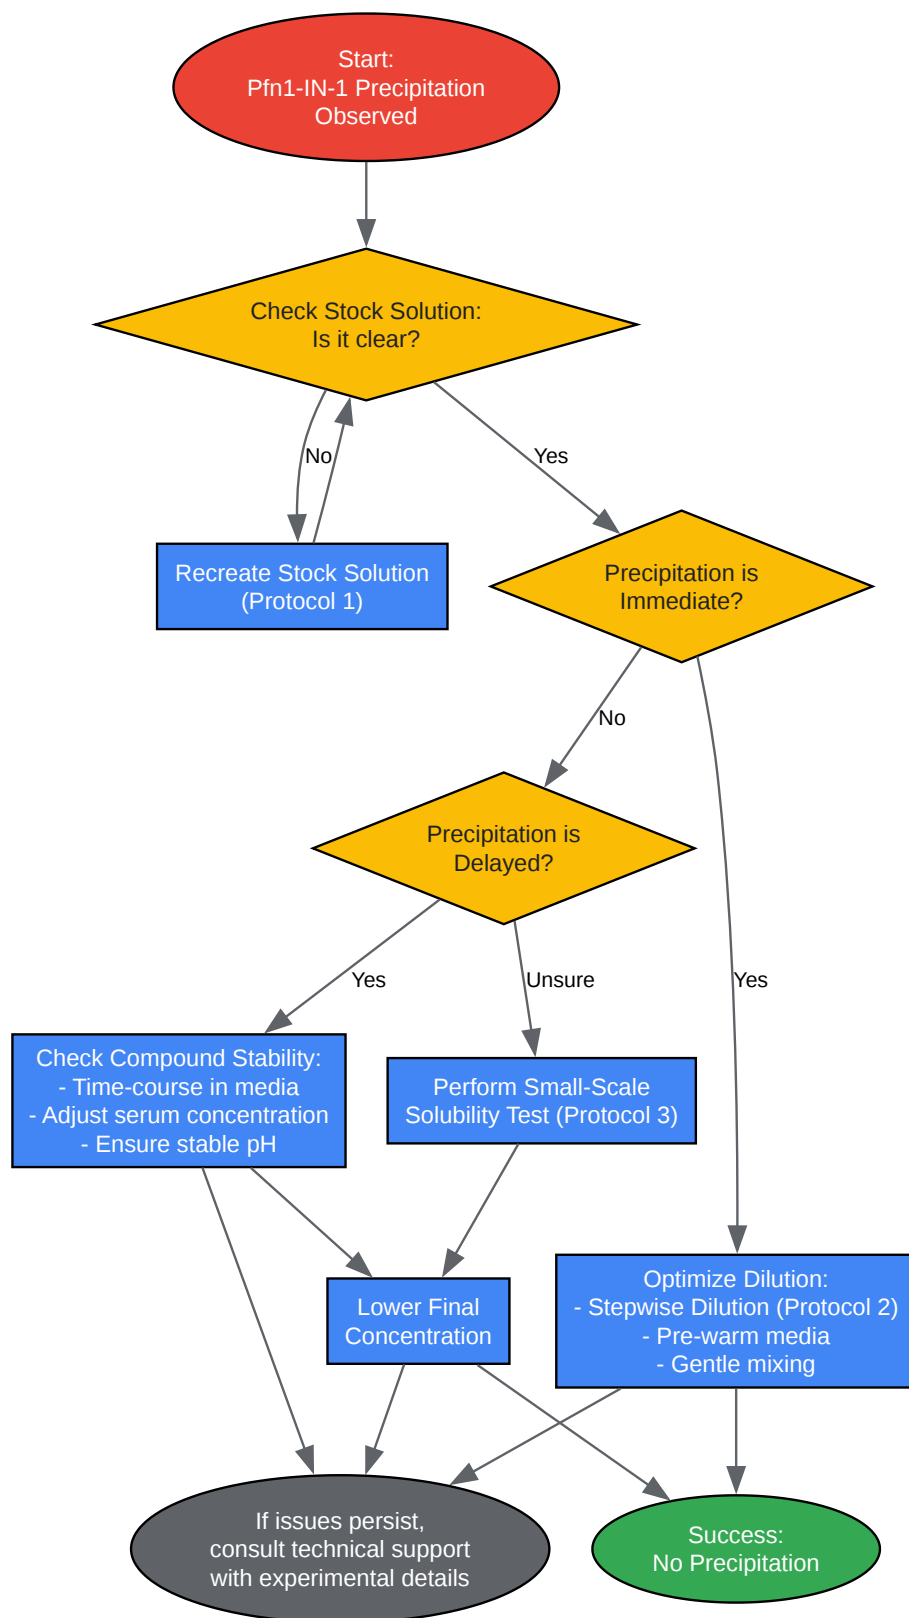 Start:
Pfn1-IN-1 Precipitation
Observed
Check Stock Solution:
Is it clear?
No
Yes
Recreate Stock Solution
(Protocol 1)
Precipitation is
Immediate?
No
Precipitation is
Delayed?
Yes
Unsure
Yes
Check Compound Stability:
- Time-course in media
- Adjust serum concentration
- Ensure stable pH
Perform Small-Scale
Solubility Test (Protocol 3)
Lower Final
Concentration
Optimize Dilution:
- Stepwise Dilution (Protocol 2)
- Pre-warm media
- Gentle mixing
If issues persist,
consult technical support
with experimental details
Success:
No Precipitation